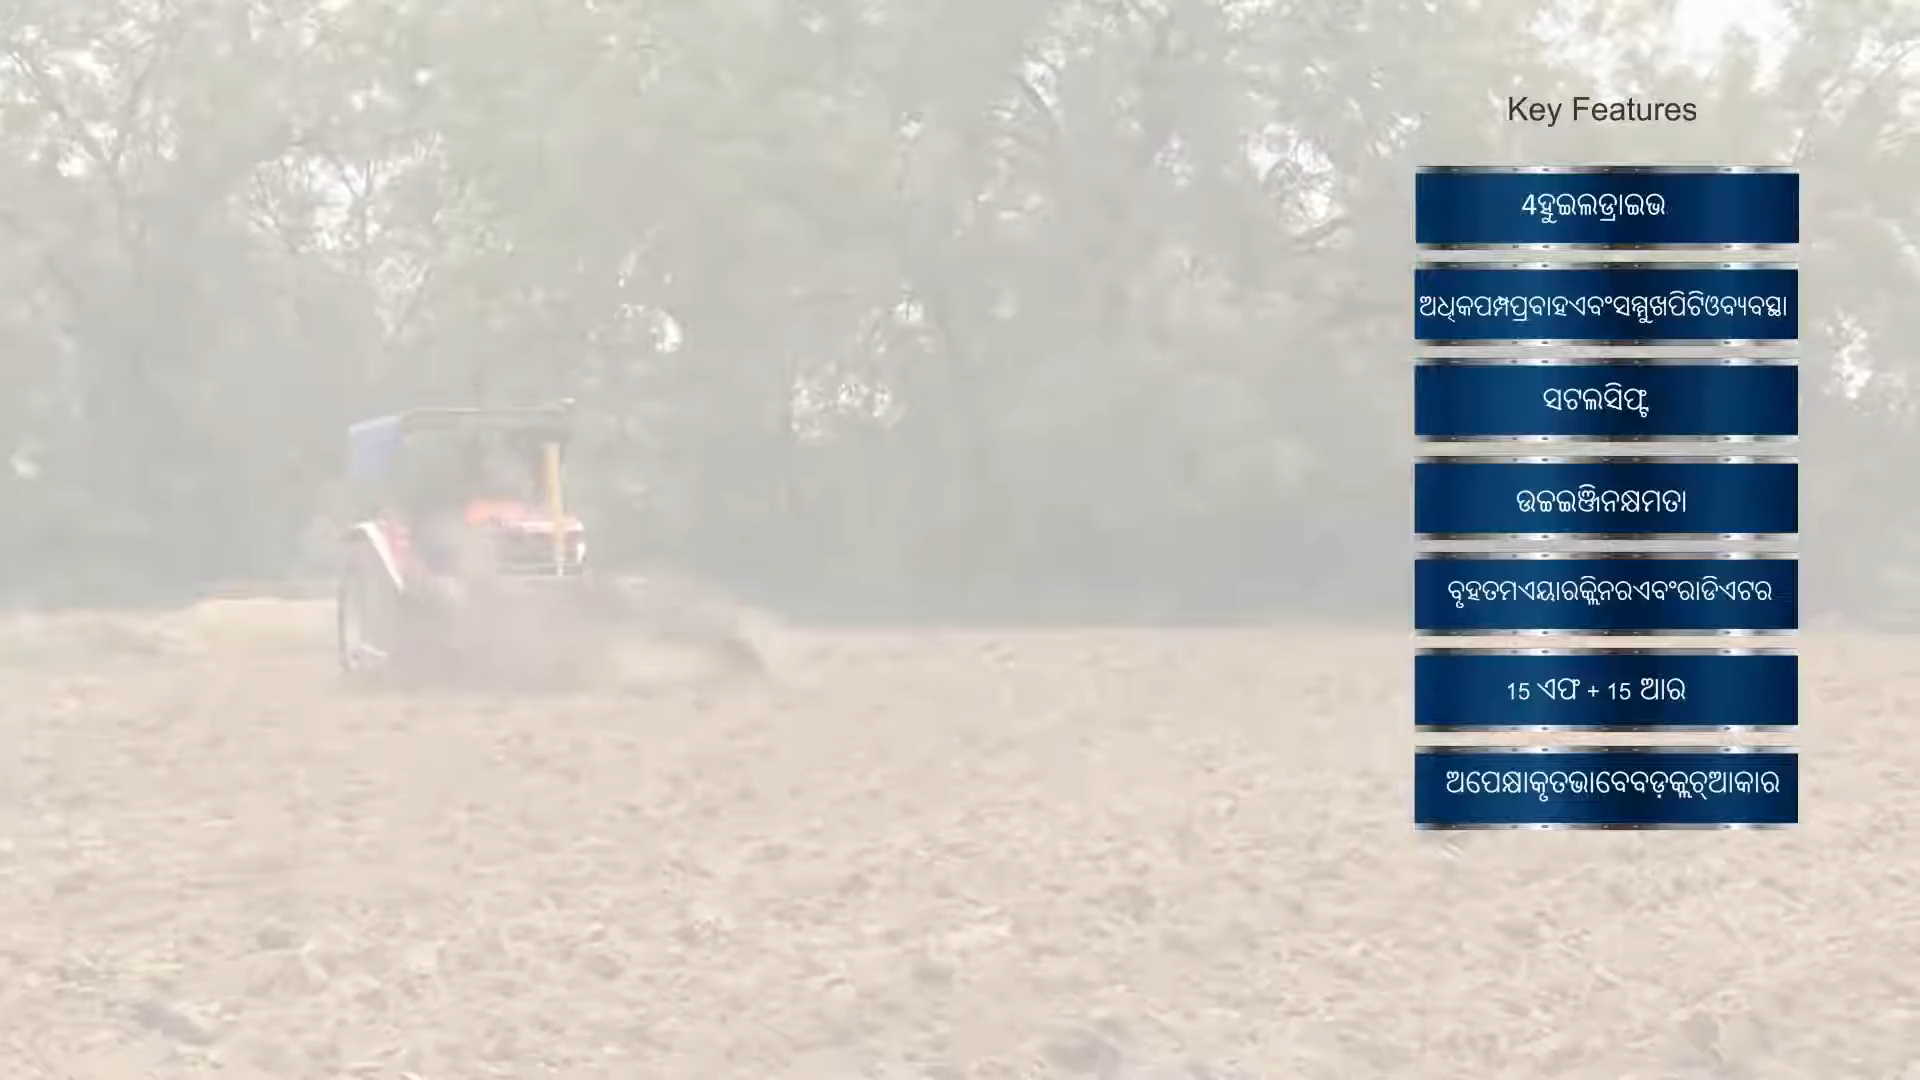 Key Features
4ହୁଇଲଡ୍ରାଇଭ
ଅଧିକପମ୍ପପ୍ରବାହଏବଂସମ୍ମୁଖପିଟିଓବ୍ୟବସ୍ଥା
ସଟଲସିଫ୍ଟ
ଉଚ୍ଚଇଞ୍ଜିନକ୍ଷମତା
ବୃହତମଏୟାରକ୍ଲିନରଏବଂରାଡିଏଟର
15 ଏଫ + 15 ଆର
ଅପେକ୍ଷାକୃତଭାବେବଡ଼କ୍ଲଚ୍ଆକାର